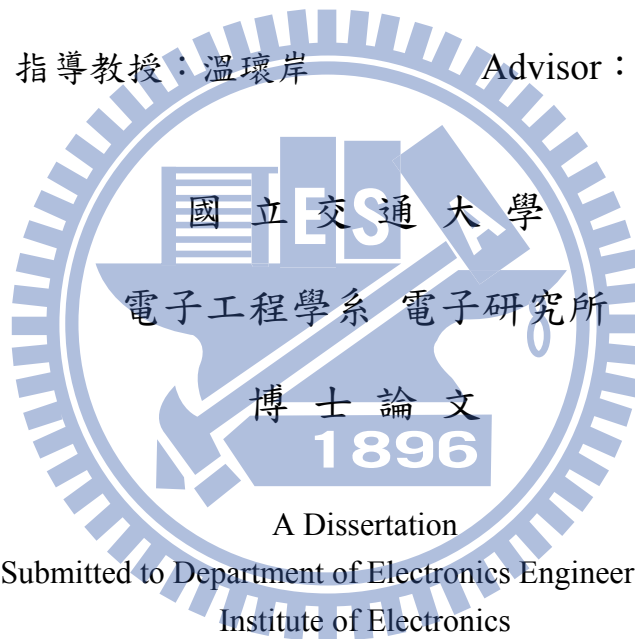 指導教授：溫瓌岸 Advisor：
國立交通大學
電子工程學系 電子研究所
博士論文
ESA
1896
A Dissertation
Submitted to Department of Electronics Engineer
Institute of Electronics